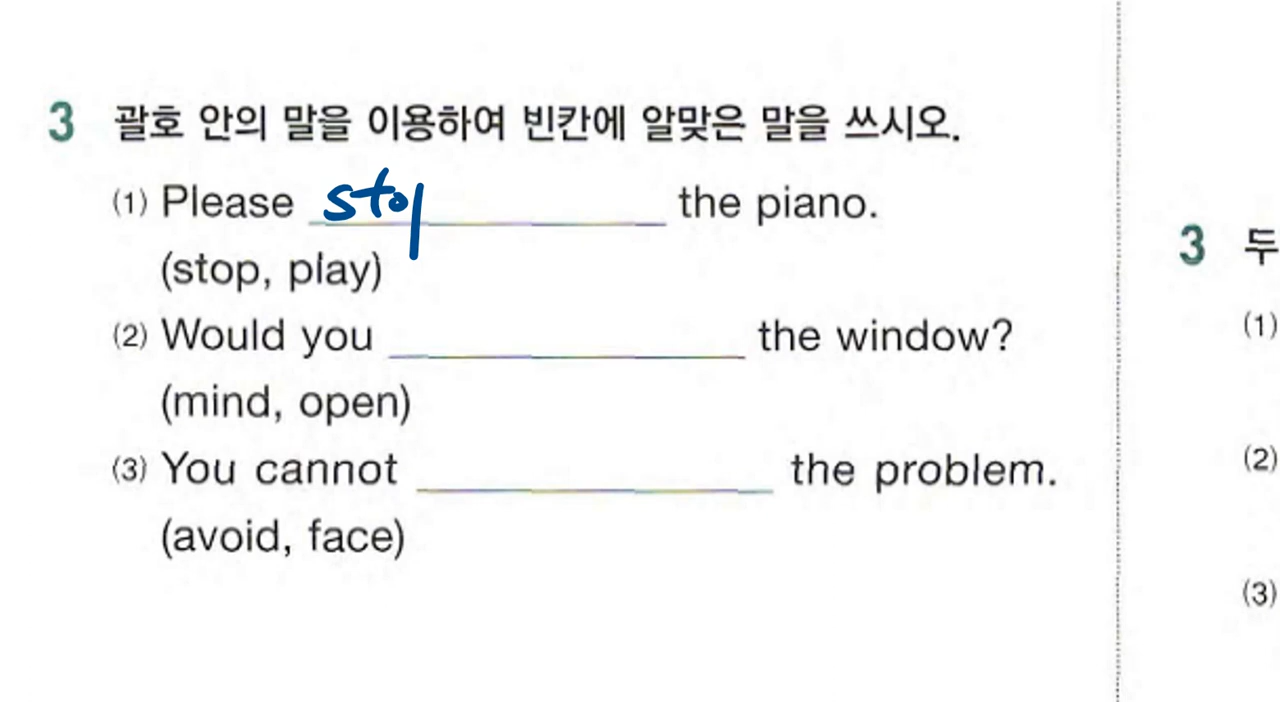 3 괄호 안의 말을 이용하여 빈칸에 알맞은 말을 쓰시오.
(1) Please stop the piano.
(stop, play)
(2) Would you the window?
(mind, open)
(3) You cannot the problem.
(avoid, face)
3 두
(1)
(2)
(3)